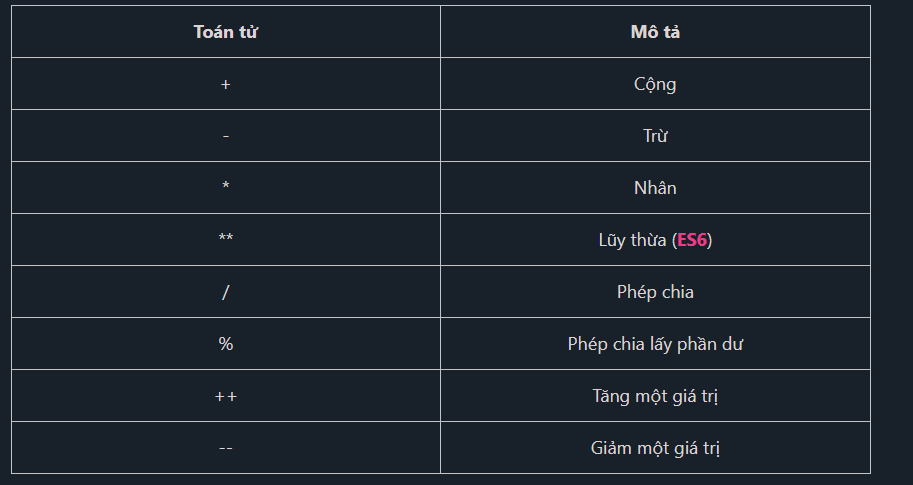 Toán tử Mô tả
+ Cộng
- Trừ
* Nhân
** Lũy thừa (ES6)
/ Phép chia
% Phép chia lấy phần dư
++ Tăng một giá trị
-- Giảm một giá trị